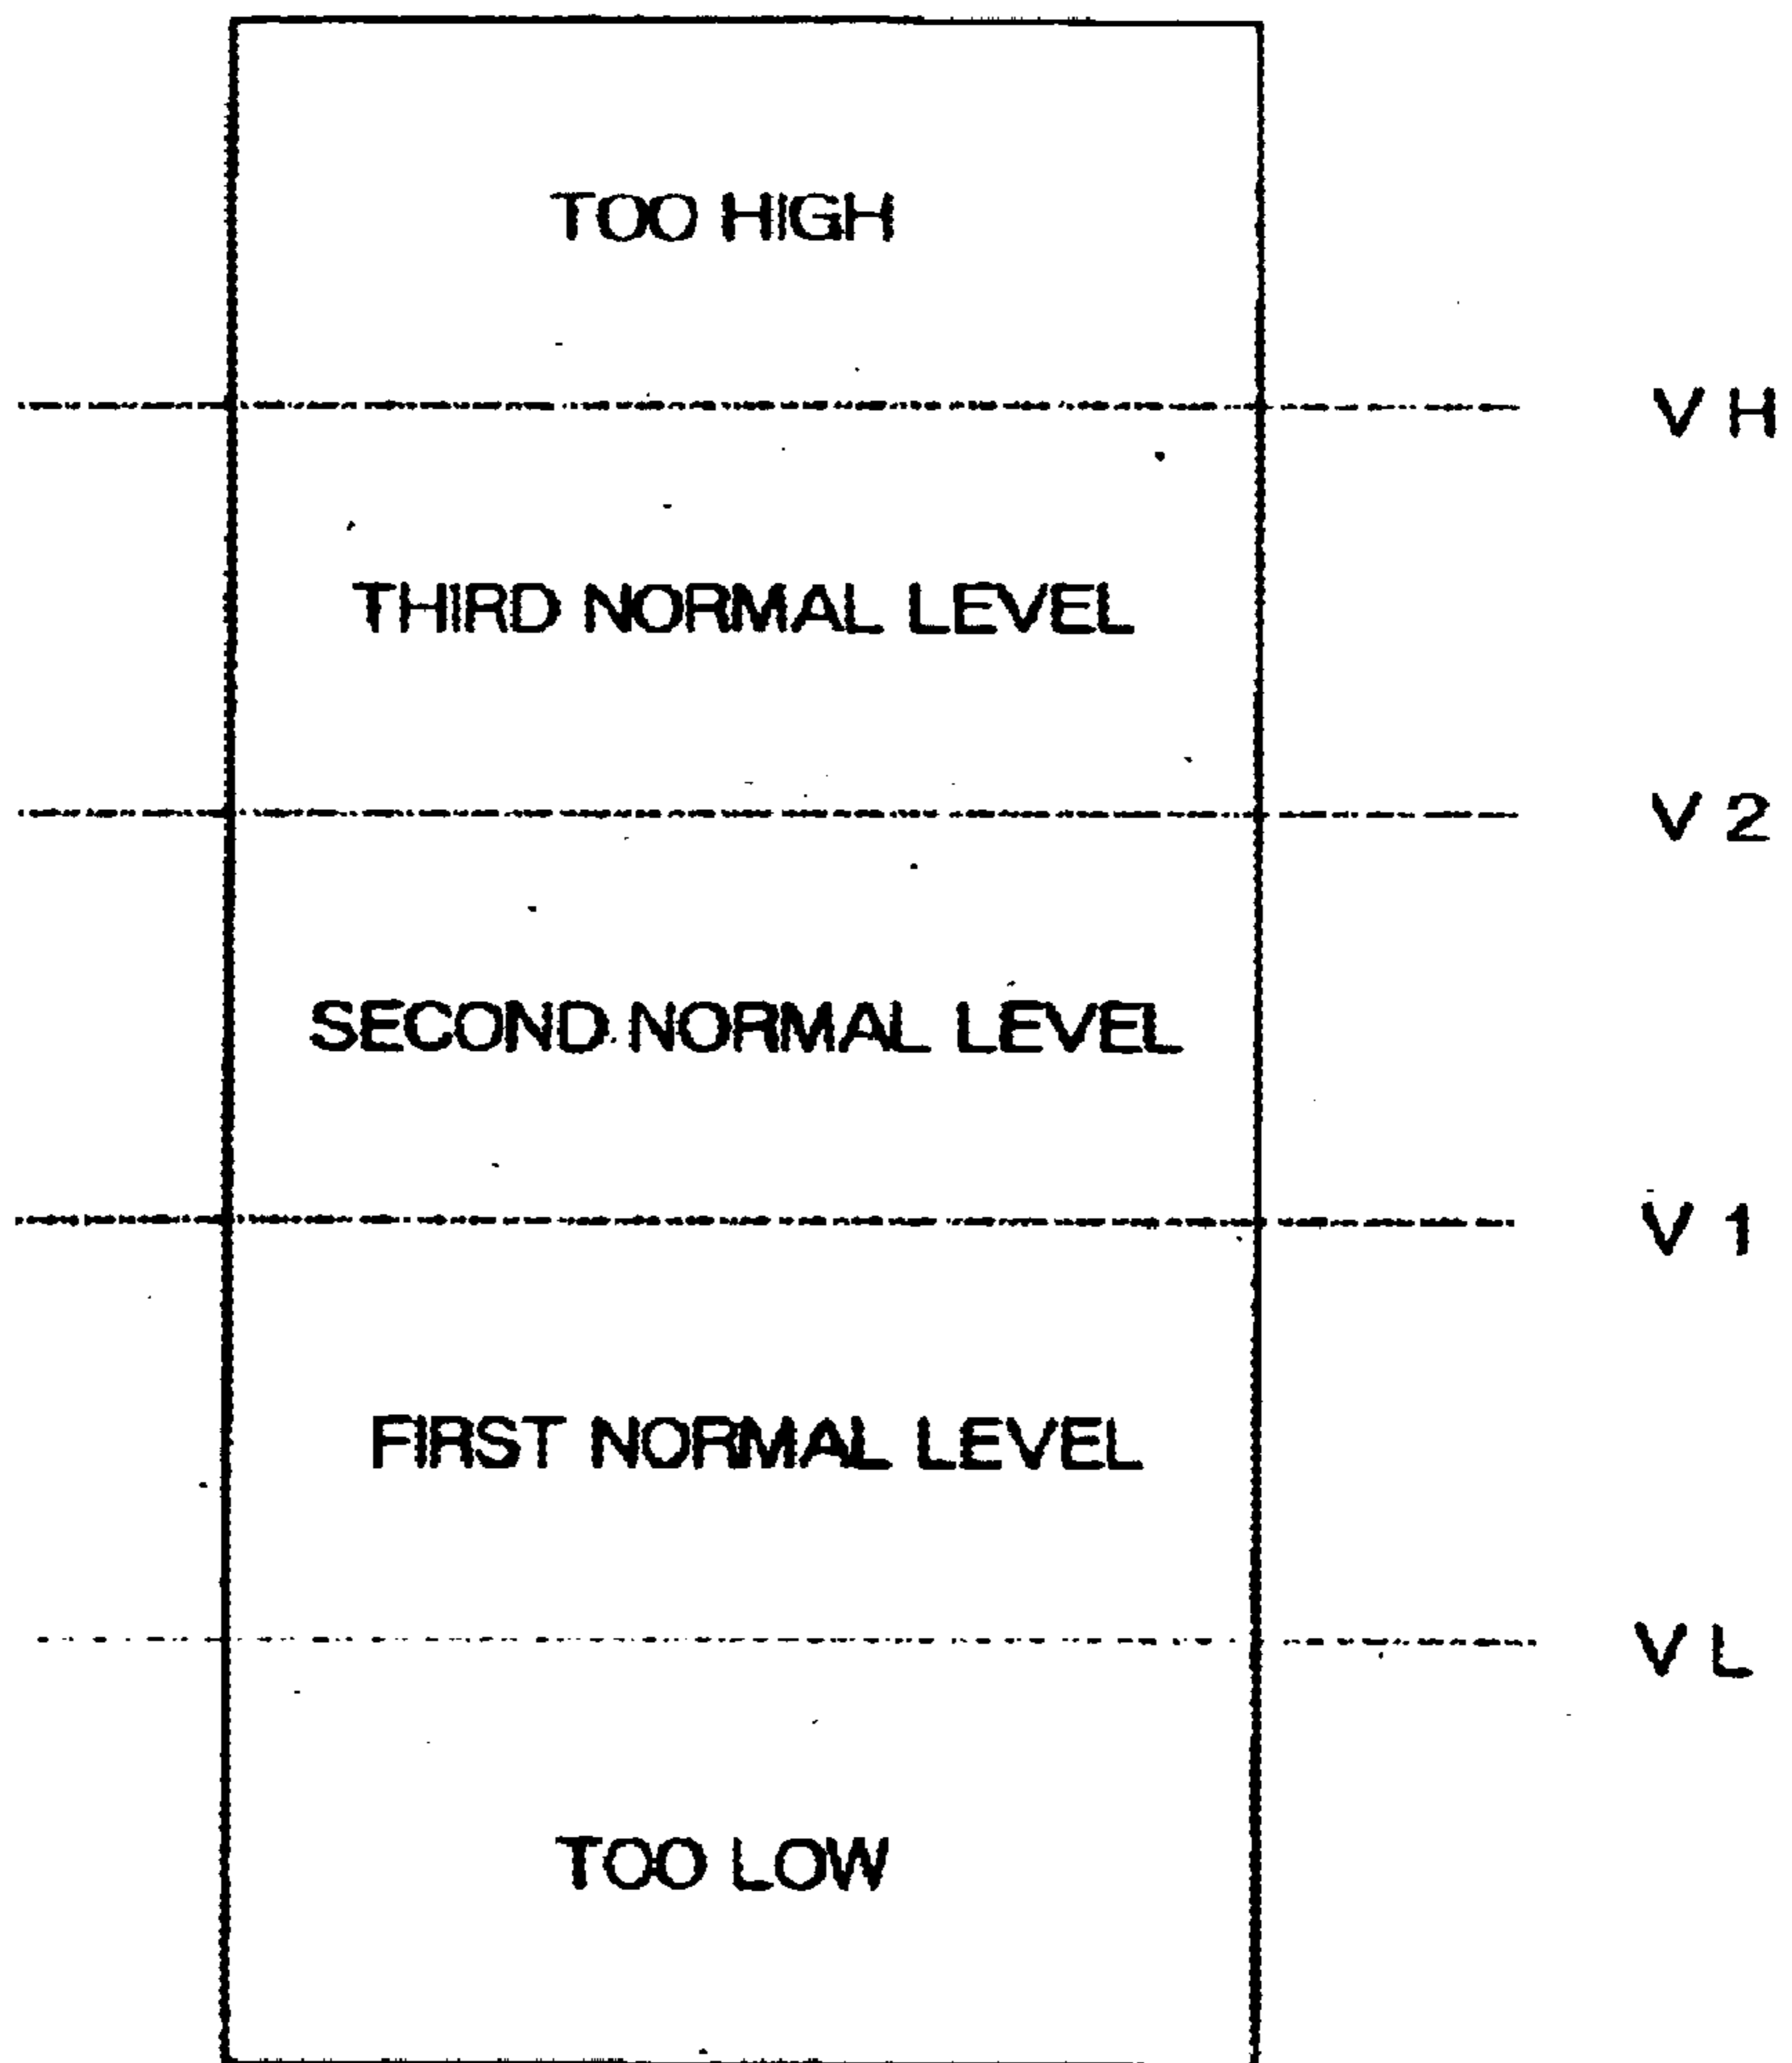 TOO HIGH
V H
THIRD NORMAL LEVEL
V 2
SECOND NORMAL LEVEL
V 1
FIRST NORMAL LEVEL
V L
TOO LOW